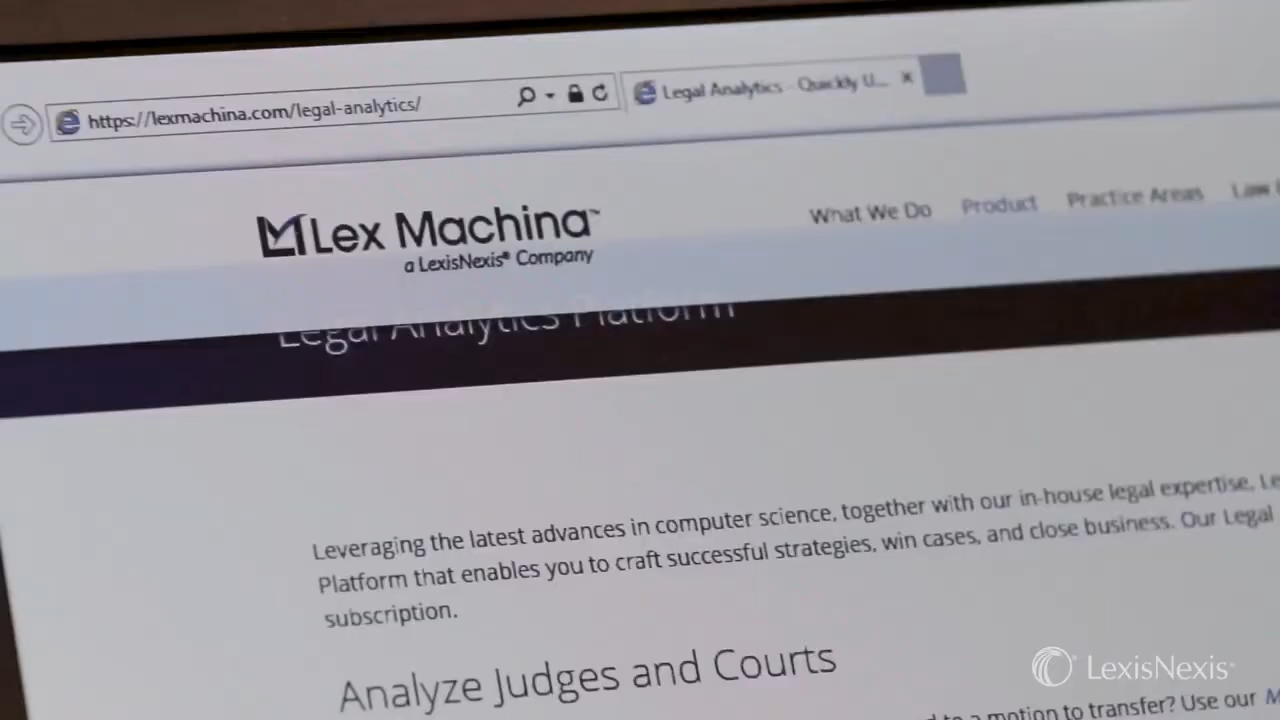 https://lexmachina.com/legal-analytics/
Legal Analytics - Quickly U...
Lex Machina™
a LexisNexis® Company
What We Do
Product
Practice Areas
Law
Legal Analytics Platform
Leveraging the latest advances in computer science, together with our in-house legal expertise, Le
Platform that enables you to craft successful strategies, win cases, and close business. Our Legal
subscription.
Analyze Judges and Courts
to a motion to transfer? Use our M
LexisNexis®